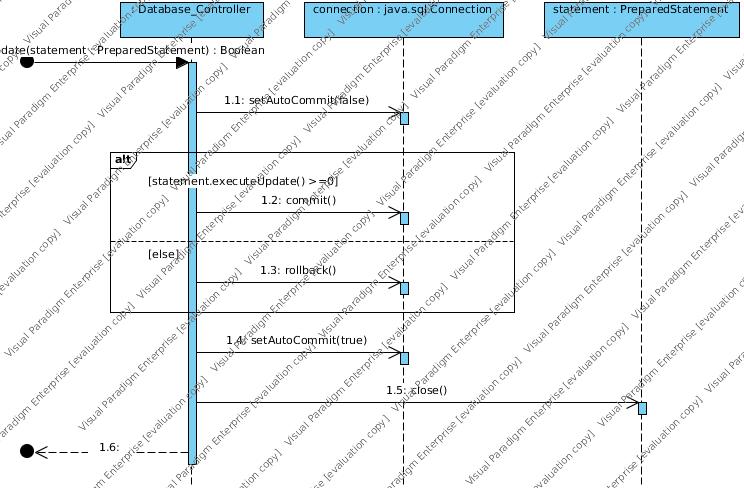 Database_Controller
connection : java.sql.Connection
statement : PreparedStatement
date(statement : PreparedStatement) : Boolean
1.1: setAutoCommit(false)
alt
[statement.executeUpdate() >=0]
1.2: commit()
[else]
1.3: rollback()
1.4: setAutoCommit(true)
1.5: close()
1.6:
Visual Paradigm Enterprise [evaluation copy]